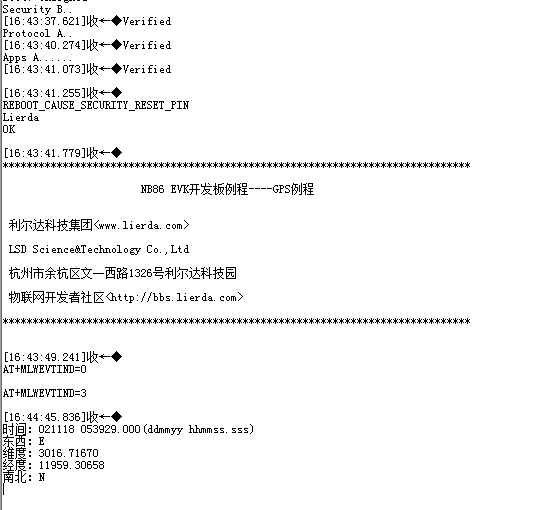 Security B..
[16:43:37.621]收←◆Verified
Protocol A..
[16:43:40.274]收←◆Verified
Apps A......
[16:43:41.073]收←◆Verified
[16:43:41.255]收←◆
REBOOT_CAUSE_SECURITY_RESET_PIN
Lierda
OK
[16:43:41.779]收←◆
******************************************************************************
NB86 EVK开发板例程----GPS例程
利尔达科技集团<www.lierda.com>
LSD Science&Technology Co.,Ltd
杭州市余杭区文一西路1326号利尔达科技园
物联网开发者社区<http://bbs.lierda.com>
******************************************************************************
[16:43:49.241]收←◆
AT+MLWEVTIND=0
AT+MLWEVTIND=3
[16:44:45.836]收←◆
时间: 021118 053929.000(ddmmyy hhmmss.sss)
东西: E
维度: 3016.71670
经度: 11959.30658
南北: N